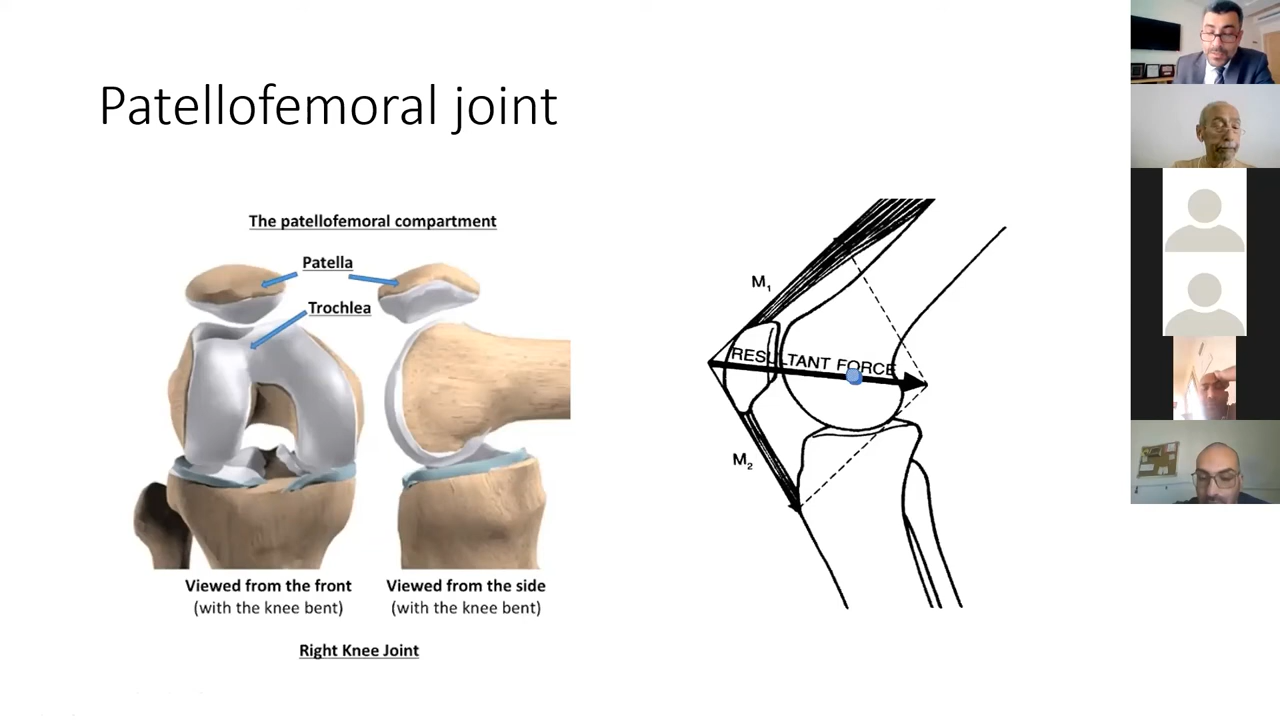 Patellofemoral joint
The patellofemoral compartment
Patella
Trochlea
Viewed from the front
(with the knee bent)
Viewed from the side
(with the knee bent)
Right Knee Joint
M1
RESULTANT FORCE
M2